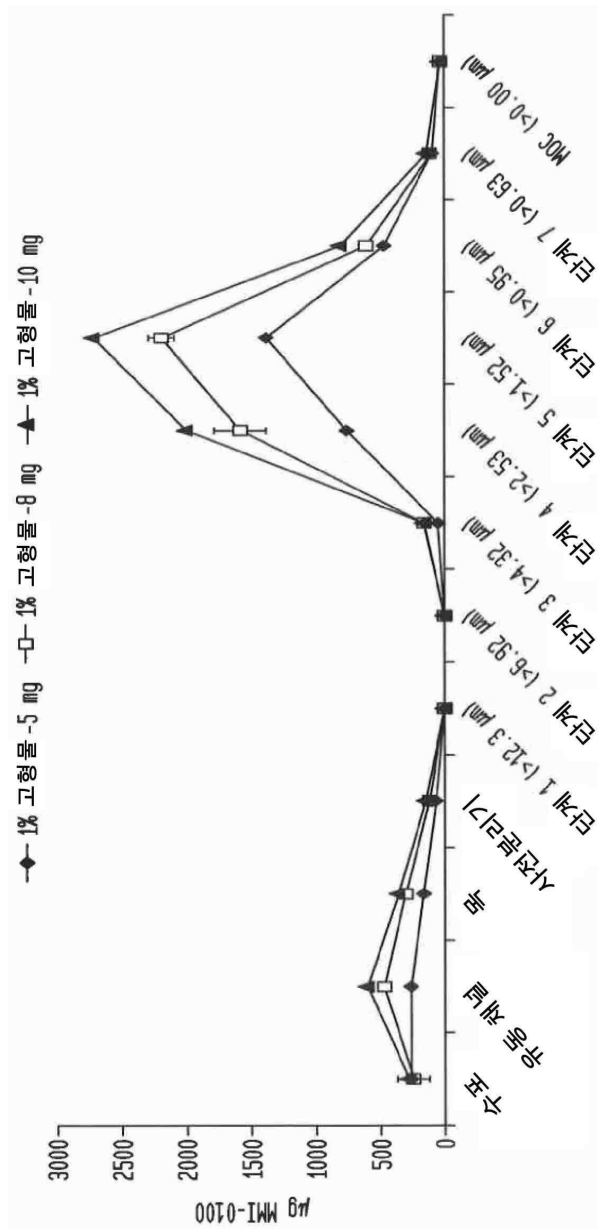 1% 고형물-5 mg 1% 고형물-8 mg 1% 고형물-10 mg
3000
2500
2000
1500
1000
500
0
µg MMI-0100
수포
유동 채널
목
사전분리기
단계 1 (>12.3 µm)
단계 2 (>6.92 µm)
단계 3 (>4.32 µm)
단계 4 (>2.53 µm)
단계 5 (>1.52 µm)
단계 6 (>0.95 µm)
단계 7 (>0.63 µm)
MOC (>0.00 µm)